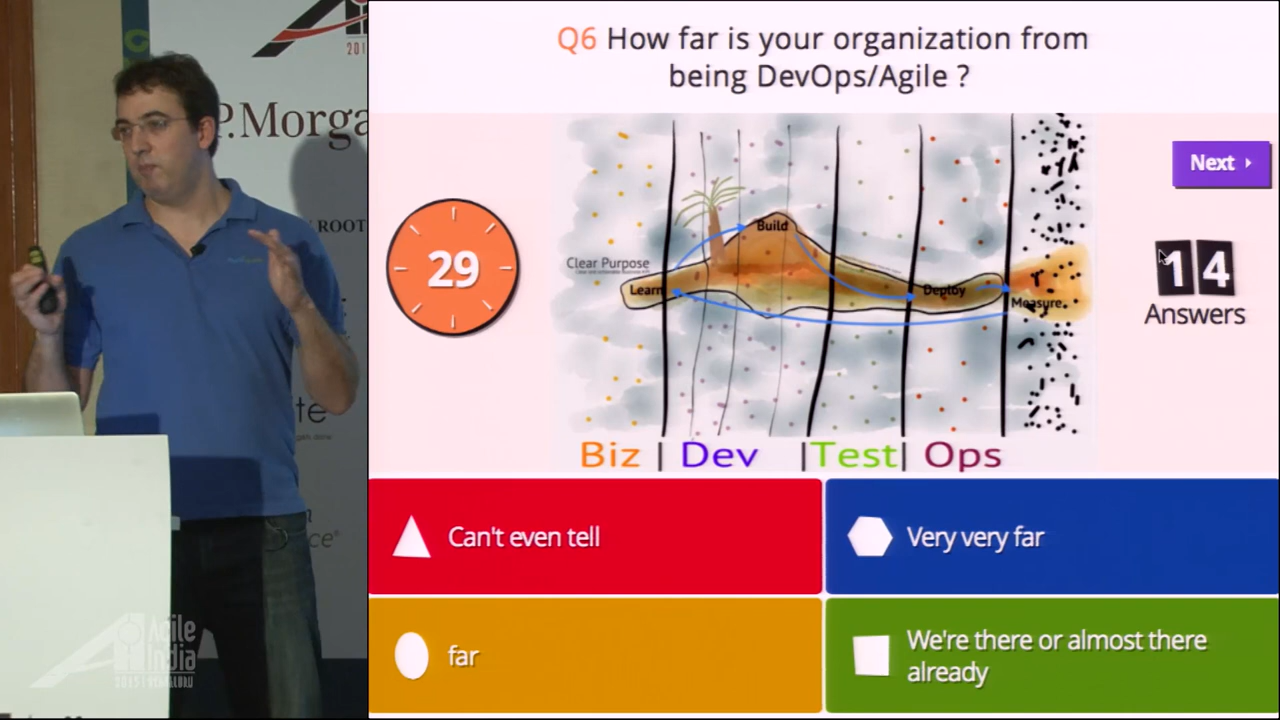 Q6 How far is your organization from
being DevOps/Agile ?
P.Morga
ROOT
Next
29
Build
Clear Purpose
Learn
Deploy
Measure
14
Answers
Biz | Dev | Test | Ops
Can't even tell
Very very far
far
We're there or almost there
already
Agile
India